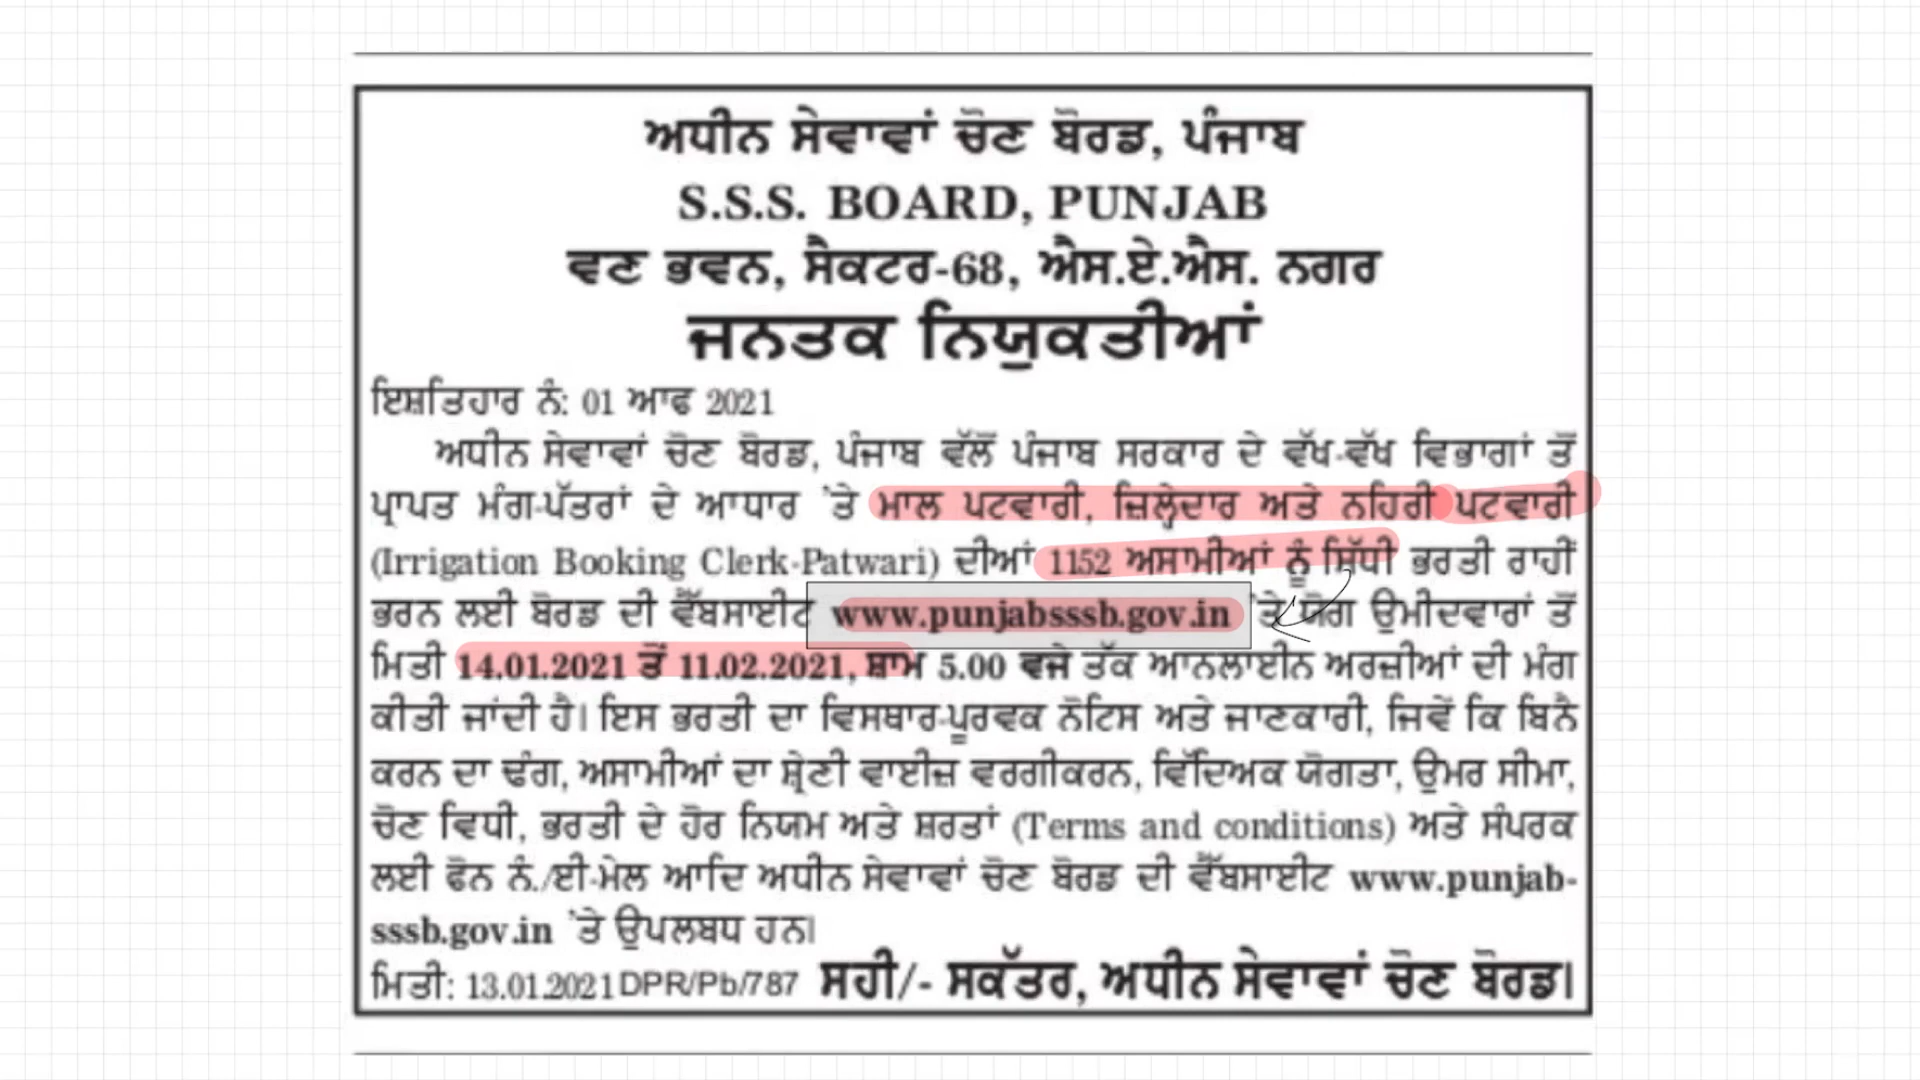 ਅਧੀਨ ਸੇਵਾਵਾਂ ਚੋਣ ਬੋਰਡ, ਪੰਜਾਬ
S.S.S. BOARD, PUNJAB
ਵਣ ਭਵਨ, ਸੈਕਟਰ-68, ਐਸ.ਏ.ਐਸ. ਨਗਰ
ਜਨਤਕ ਨਿਯੁਕਤੀਆਂ
ਇਸ਼ਤਿਹਾਰ ਨੰ: 01 ਆਫ 2021
ਅਧੀਨ ਸੇਵਾਵਾਂ ਚੋਣ ਬੋਰਡ, ਪੰਜਾਬ ਵੱਲੋਂ ਪੰਜਾਬ ਸਰਕਾਰ ਦੇ ਵੱਖ-ਵੱਖ ਵਿਭਾਗਾਂ ਤੋਂ
ਪ੍ਰਾਪਤ ਮੰਗ-ਪੱਤਰਾਂ ਦੇ ਆਧਾਰ 'ਤੇ ਮਾਲ ਪਟਵਾਰੀ, ਜ਼ਿਲ੍ਹੇਦਾਰ ਅਤੇ ਨਹਿਰੀ ਪਟਵਾਰੀ
(Irrigation Booking Clerk-Patwari) ਦੀਆਂ 1152 ਅਸਾਮੀਆਂ ਨੂੰ ਸਿੱਧੀ ਭਰਤੀ ਰਾਹੀਂ
ਭਰਨ ਲਈ ਬੋਰਡ ਦੀ ਵੈੱਬਸਾਈਟ www.punjabsssb.gov.in 'ਤੇ ਯੋਗ ਉਮੀਦਵਾਰਾਂ ਤੋਂ
ਮਿਤੀ 14.01.2021 ਤੋਂ 11.02.2021, ਸ਼ਾਮ 5.00 ਵਜੇ ਤੱਕ ਆਨਲਾਈਨ ਅਰਜ਼ੀਆਂ ਦੀ ਮੰਗ
ਕੀਤੀ ਜਾਂਦੀ ਹੈ। ਇਸ ਭਰਤੀ ਦਾ ਵਿਸਥਾਰ-ਪੂਰਵਕ ਨੋਟਿਸ ਅਤੇ ਜਾਣਕਾਰੀ, ਜਿਵੇਂ ਕਿ ਬਿਨੈ
ਕਰਨ ਦਾ ਢੰਗ, ਅਸਾਮੀਆਂ ਦਾ ਸ਼੍ਰੇਣੀ ਵਾਈਜ਼ ਵਰਗੀਕਰਨ, ਵਿੱਦਿਅਕ ਯੋਗਤਾ, ਉਮਰ ਸੀਮਾ,
ਚੋਣ ਵਿਧੀ, ਭਰਤੀ ਦੇ ਹੋਰ ਨਿਯਮ ਅਤੇ ਸ਼ਰਤਾਂ (Terms and conditions) ਅਤੇ ਸੰਪਰਕ
ਲਈ ਫੋਨ ਨੰ./ਈ-ਮੇਲ ਆਦਿ ਅਧੀਨ ਸੇਵਾਵਾਂ ਚੋਣ ਬੋਰਡ ਦੀ ਵੈੱਬਸਾਈਟ www.punjab-
sssb.gov.in 'ਤੇ ਉਪਲਬਧ ਹਨ।
ਮਿਤੀ: 13.01.2021 DPR/Pb/787 ਸਹੀ/- ਸਕੱਤਰ, ਅਧੀਨ ਸੇਵਾਵਾਂ ਚੋਣ ਬੋਰਡ।